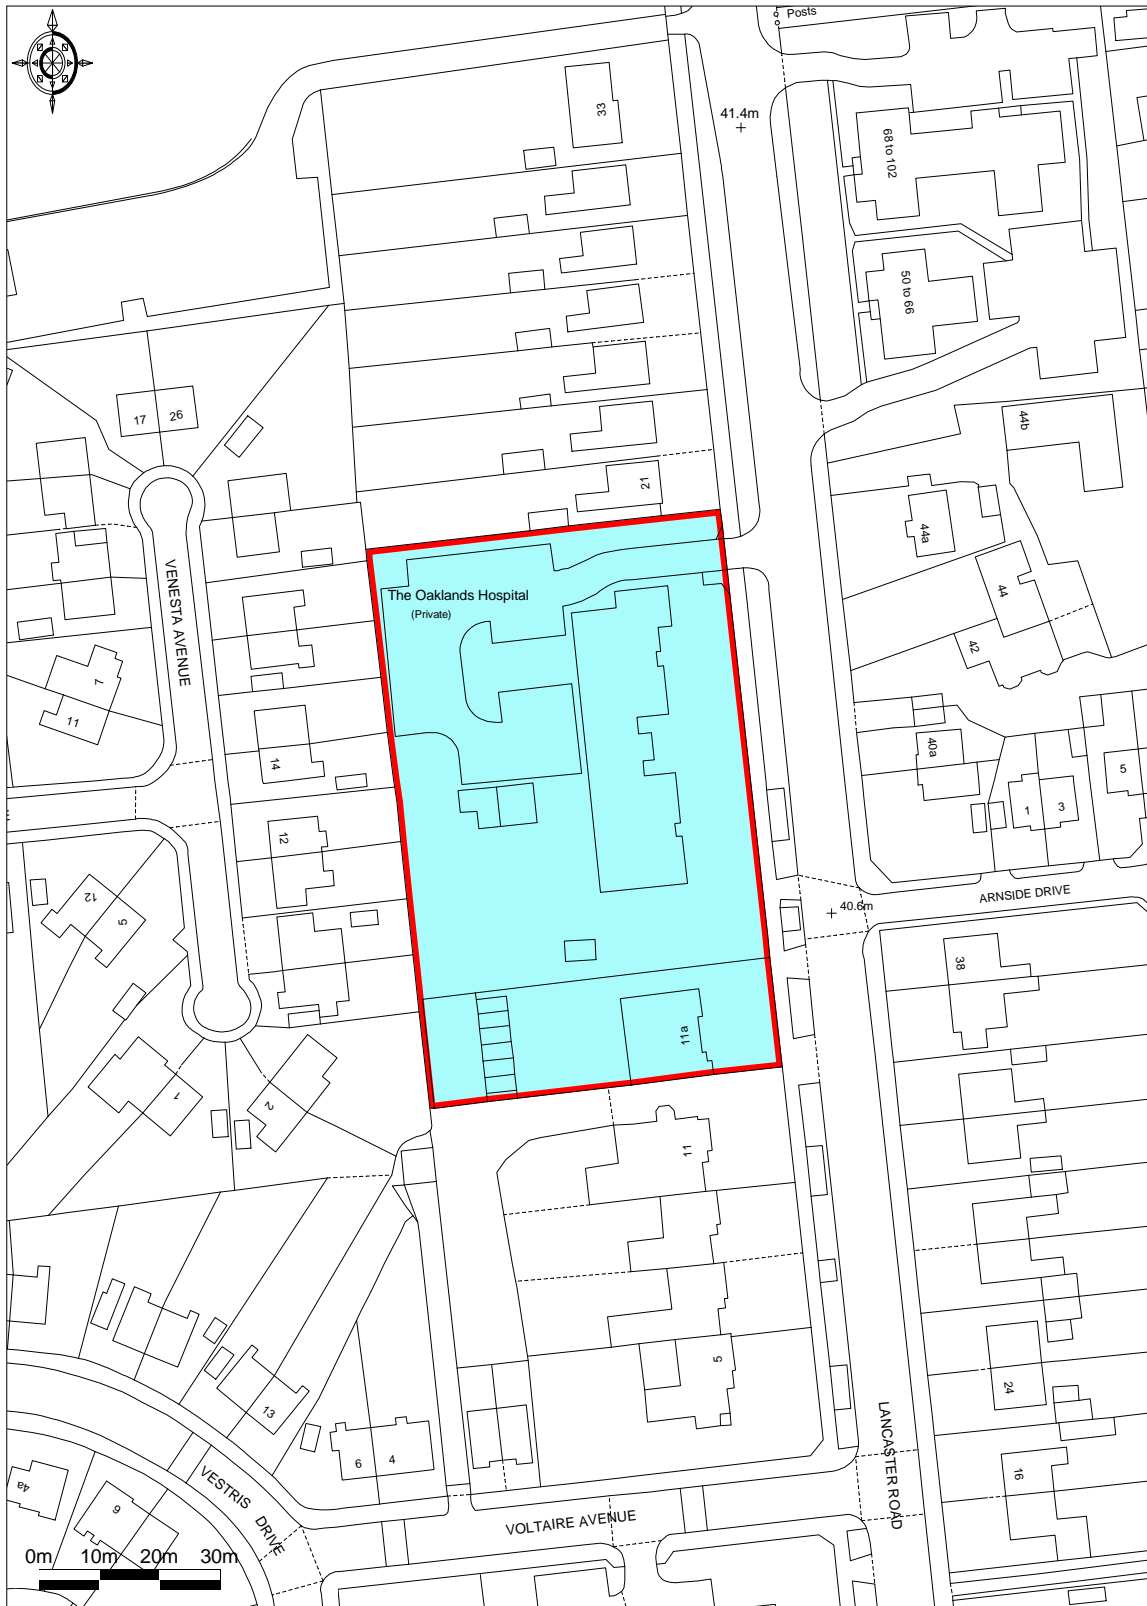 Posts
33
41.4m
68 to 102
50 to 66
44b
17
26
21
44a
44
42
The Oaklands Hospital
(Private)
VENESTA AVENUE
7
11
14
40a
5
1
3
12
12
5
ARNSIDE DRIVE
40.6m
38
11a
1
2
11
5
24
13
6
4
LANCASTER ROAD
16
4a
9
VESTRIS DRIVE
VOLTAIRE AVENUE
0m
10m
20m
30m